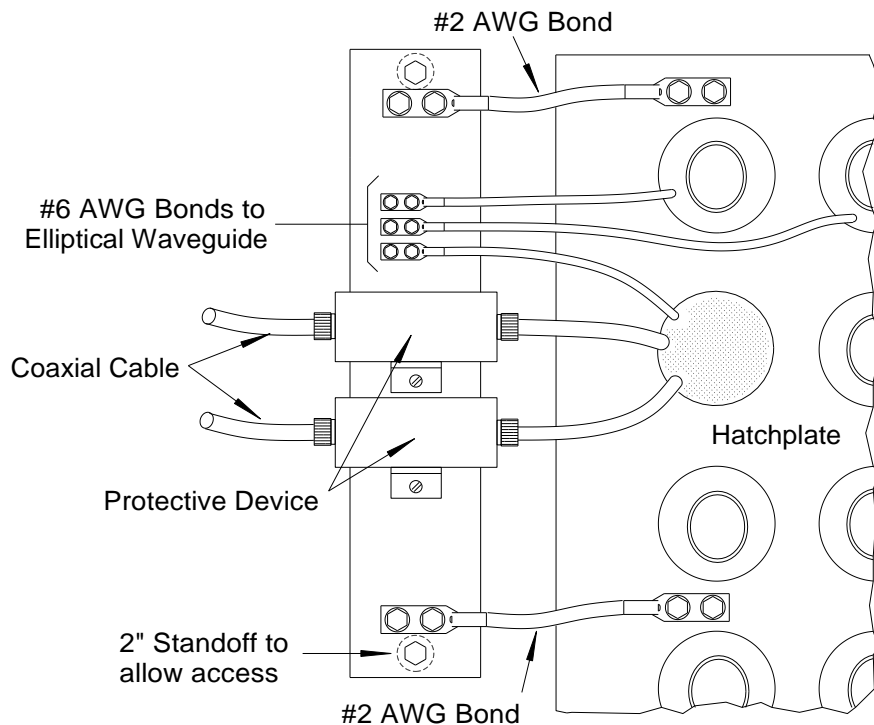 #2 AWG Bond
#6 AWG Bonds to
Elliptical Waveguide
Coaxial Cable
Hatchplate
Protective Device
2" Standoff to
allow access
#2 AWG Bond